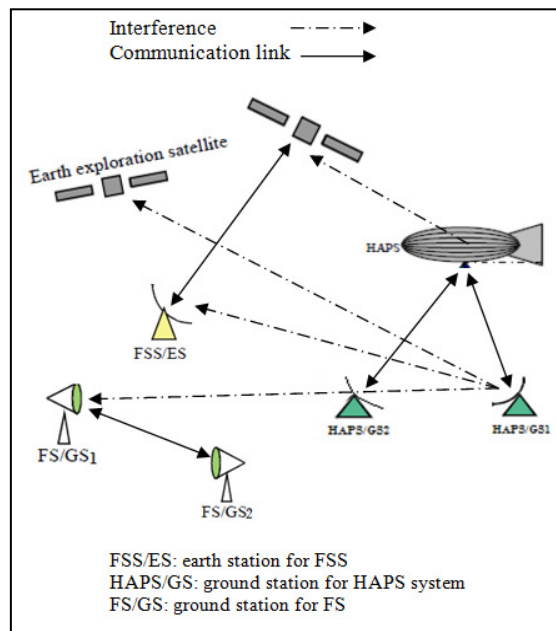 Interference
Communication link
Earth exploration satellite
HAPS
FSS/ES
HAPS/GS2
HAPS/GS1
FS/GS1
FS/GS2
FSS/ES: earth station for FSS
HAPS/GS: ground station for HAPS system
FS/GS: ground station for FS